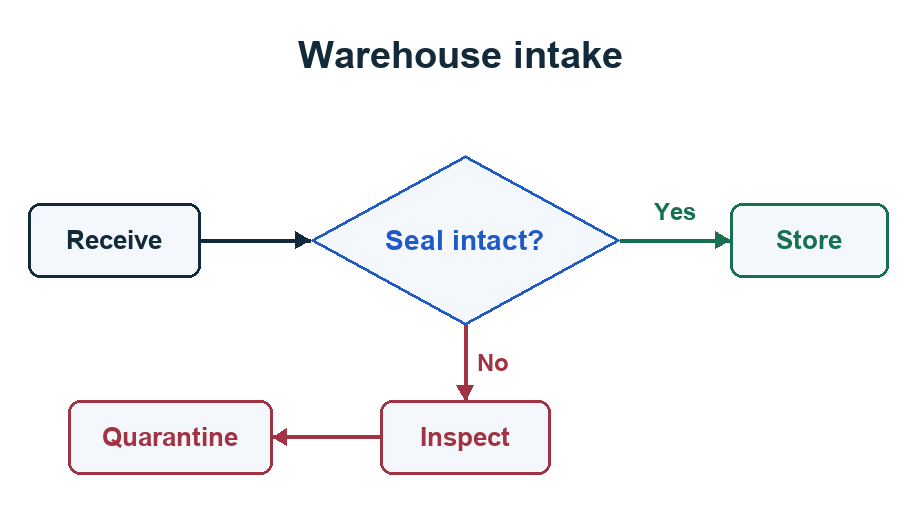 Warehouse intake
Receive
Seal intact?
Yes
Store
No
Quarantine
Inspect